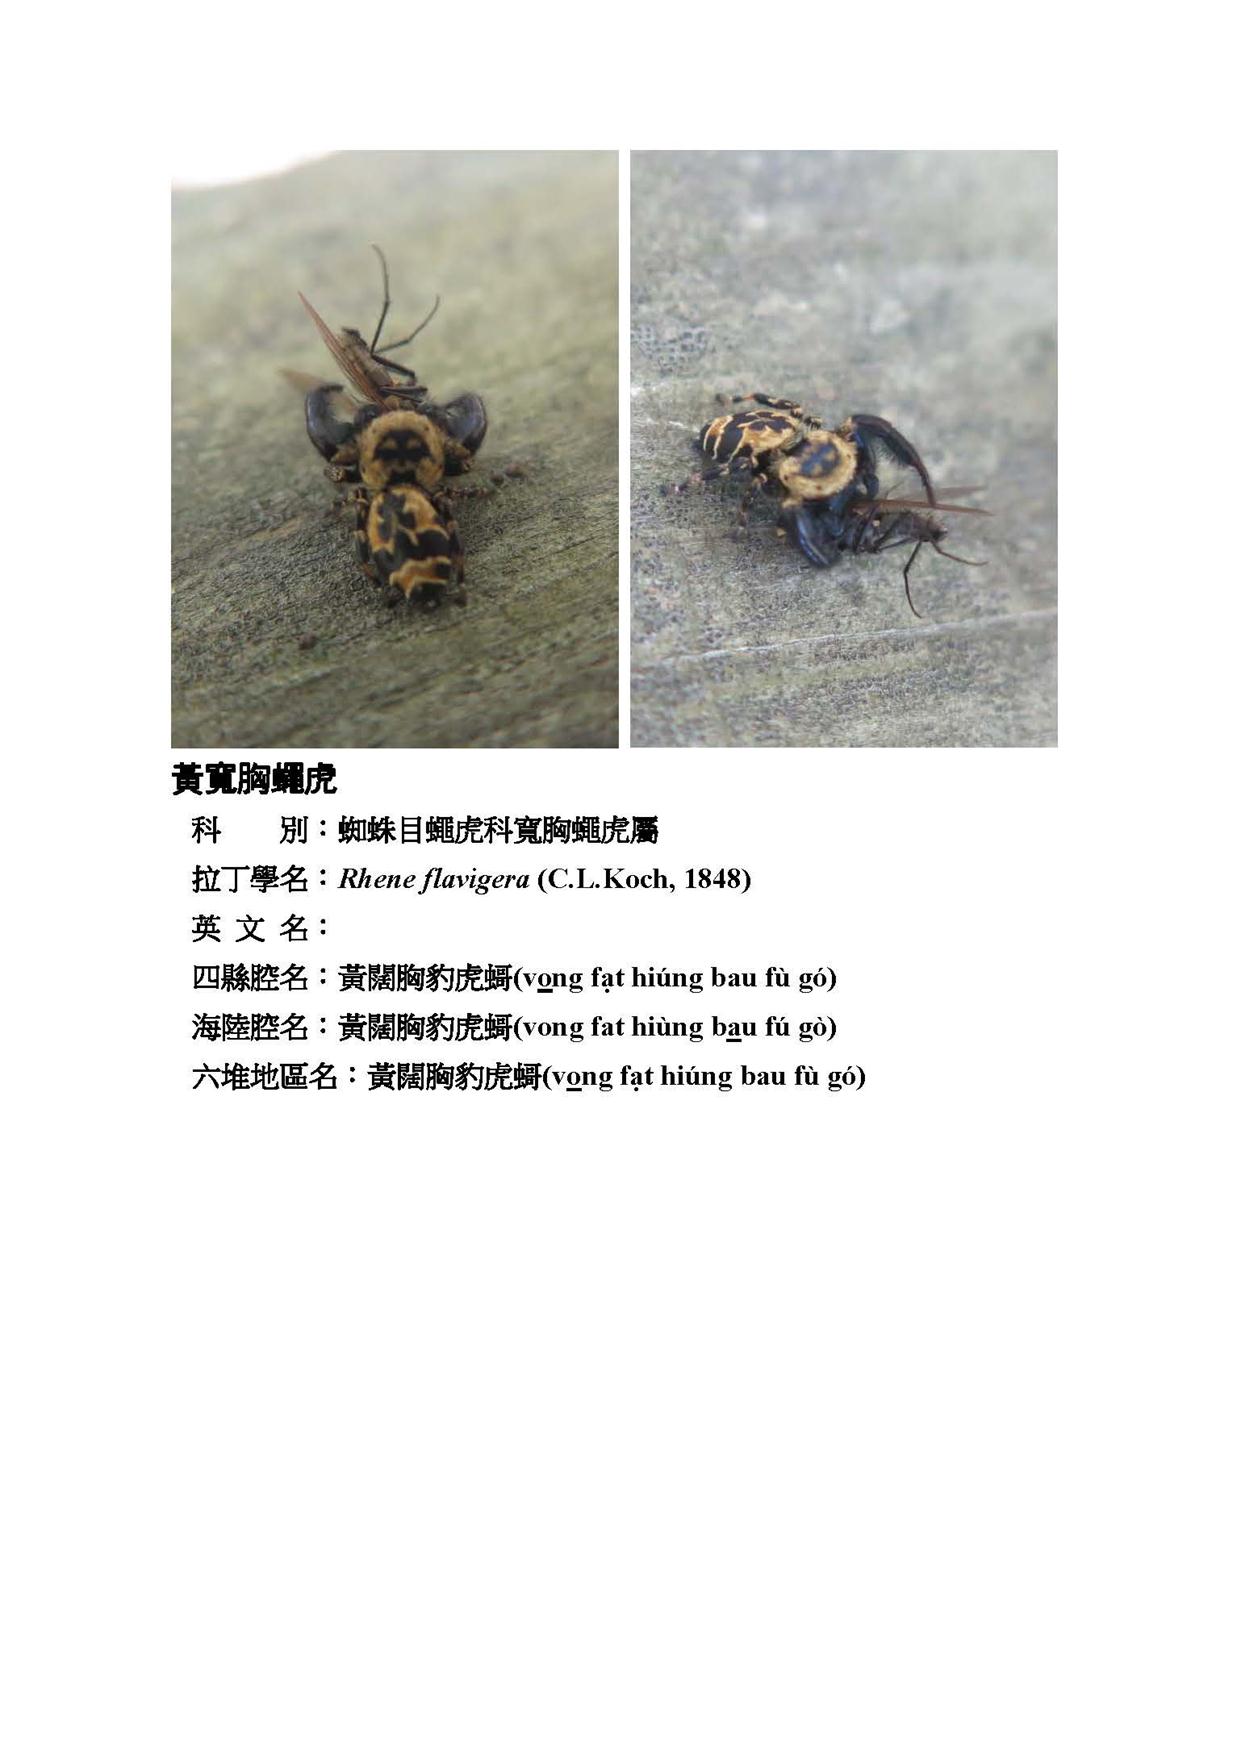 黃寬胸蠅虎
科　　別：蜘蛛目蠅虎科寬胸蠅虎屬
拉丁學名：Rhene flavigera (C.L.Koch, 1848)
英 文 名：
四縣腔名：黃闊胸豹虎蚵(vo̲ng fạt hiúng bau fù gó)
海陸腔名：黃闊胸豹虎蚵(vong fat hiùng ba̲u fú gò)
六堆地區名：黃闊胸豹虎蚵(vo̲ng fạt hiúng bau fù gó)